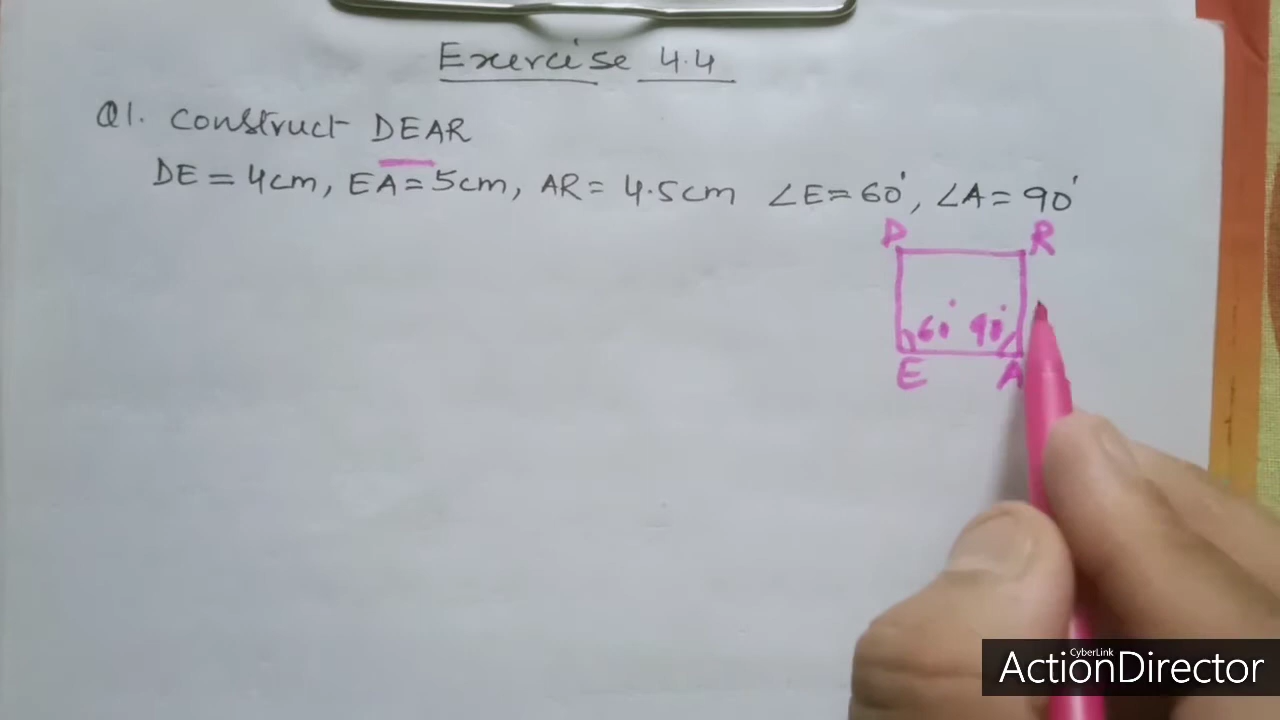 Exercise 4.4
Q1. Construct DEAR
DE = 4cm, EA = 5cm, AR = 4.5cm ∠E = 60°, ∠A = 90°
D R
60° 90°
E A
CyberLink
ActionDirector